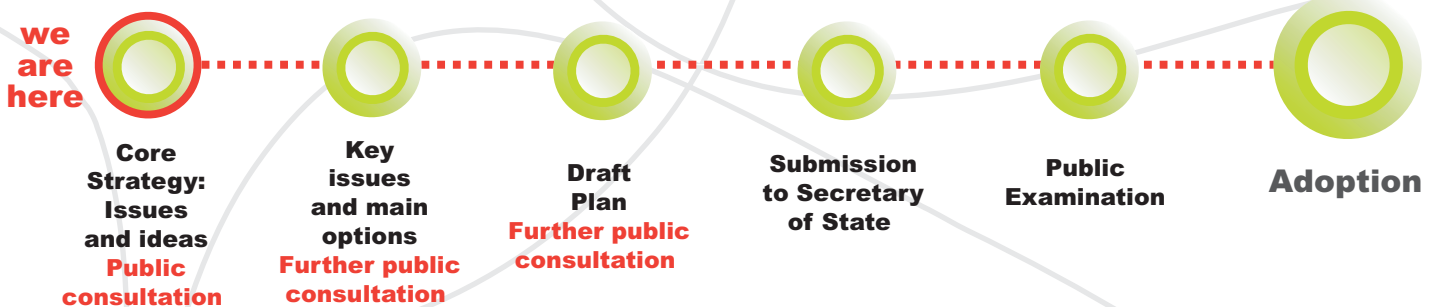 we
are
here
Core
Strategy:
Issues
and ideas
Public
consultation
Key
issues
and main
options
Further public
consultation
Draft
Plan
Further public
consultation
Submission
to Secretary
of State
Public
Examination
Adoption